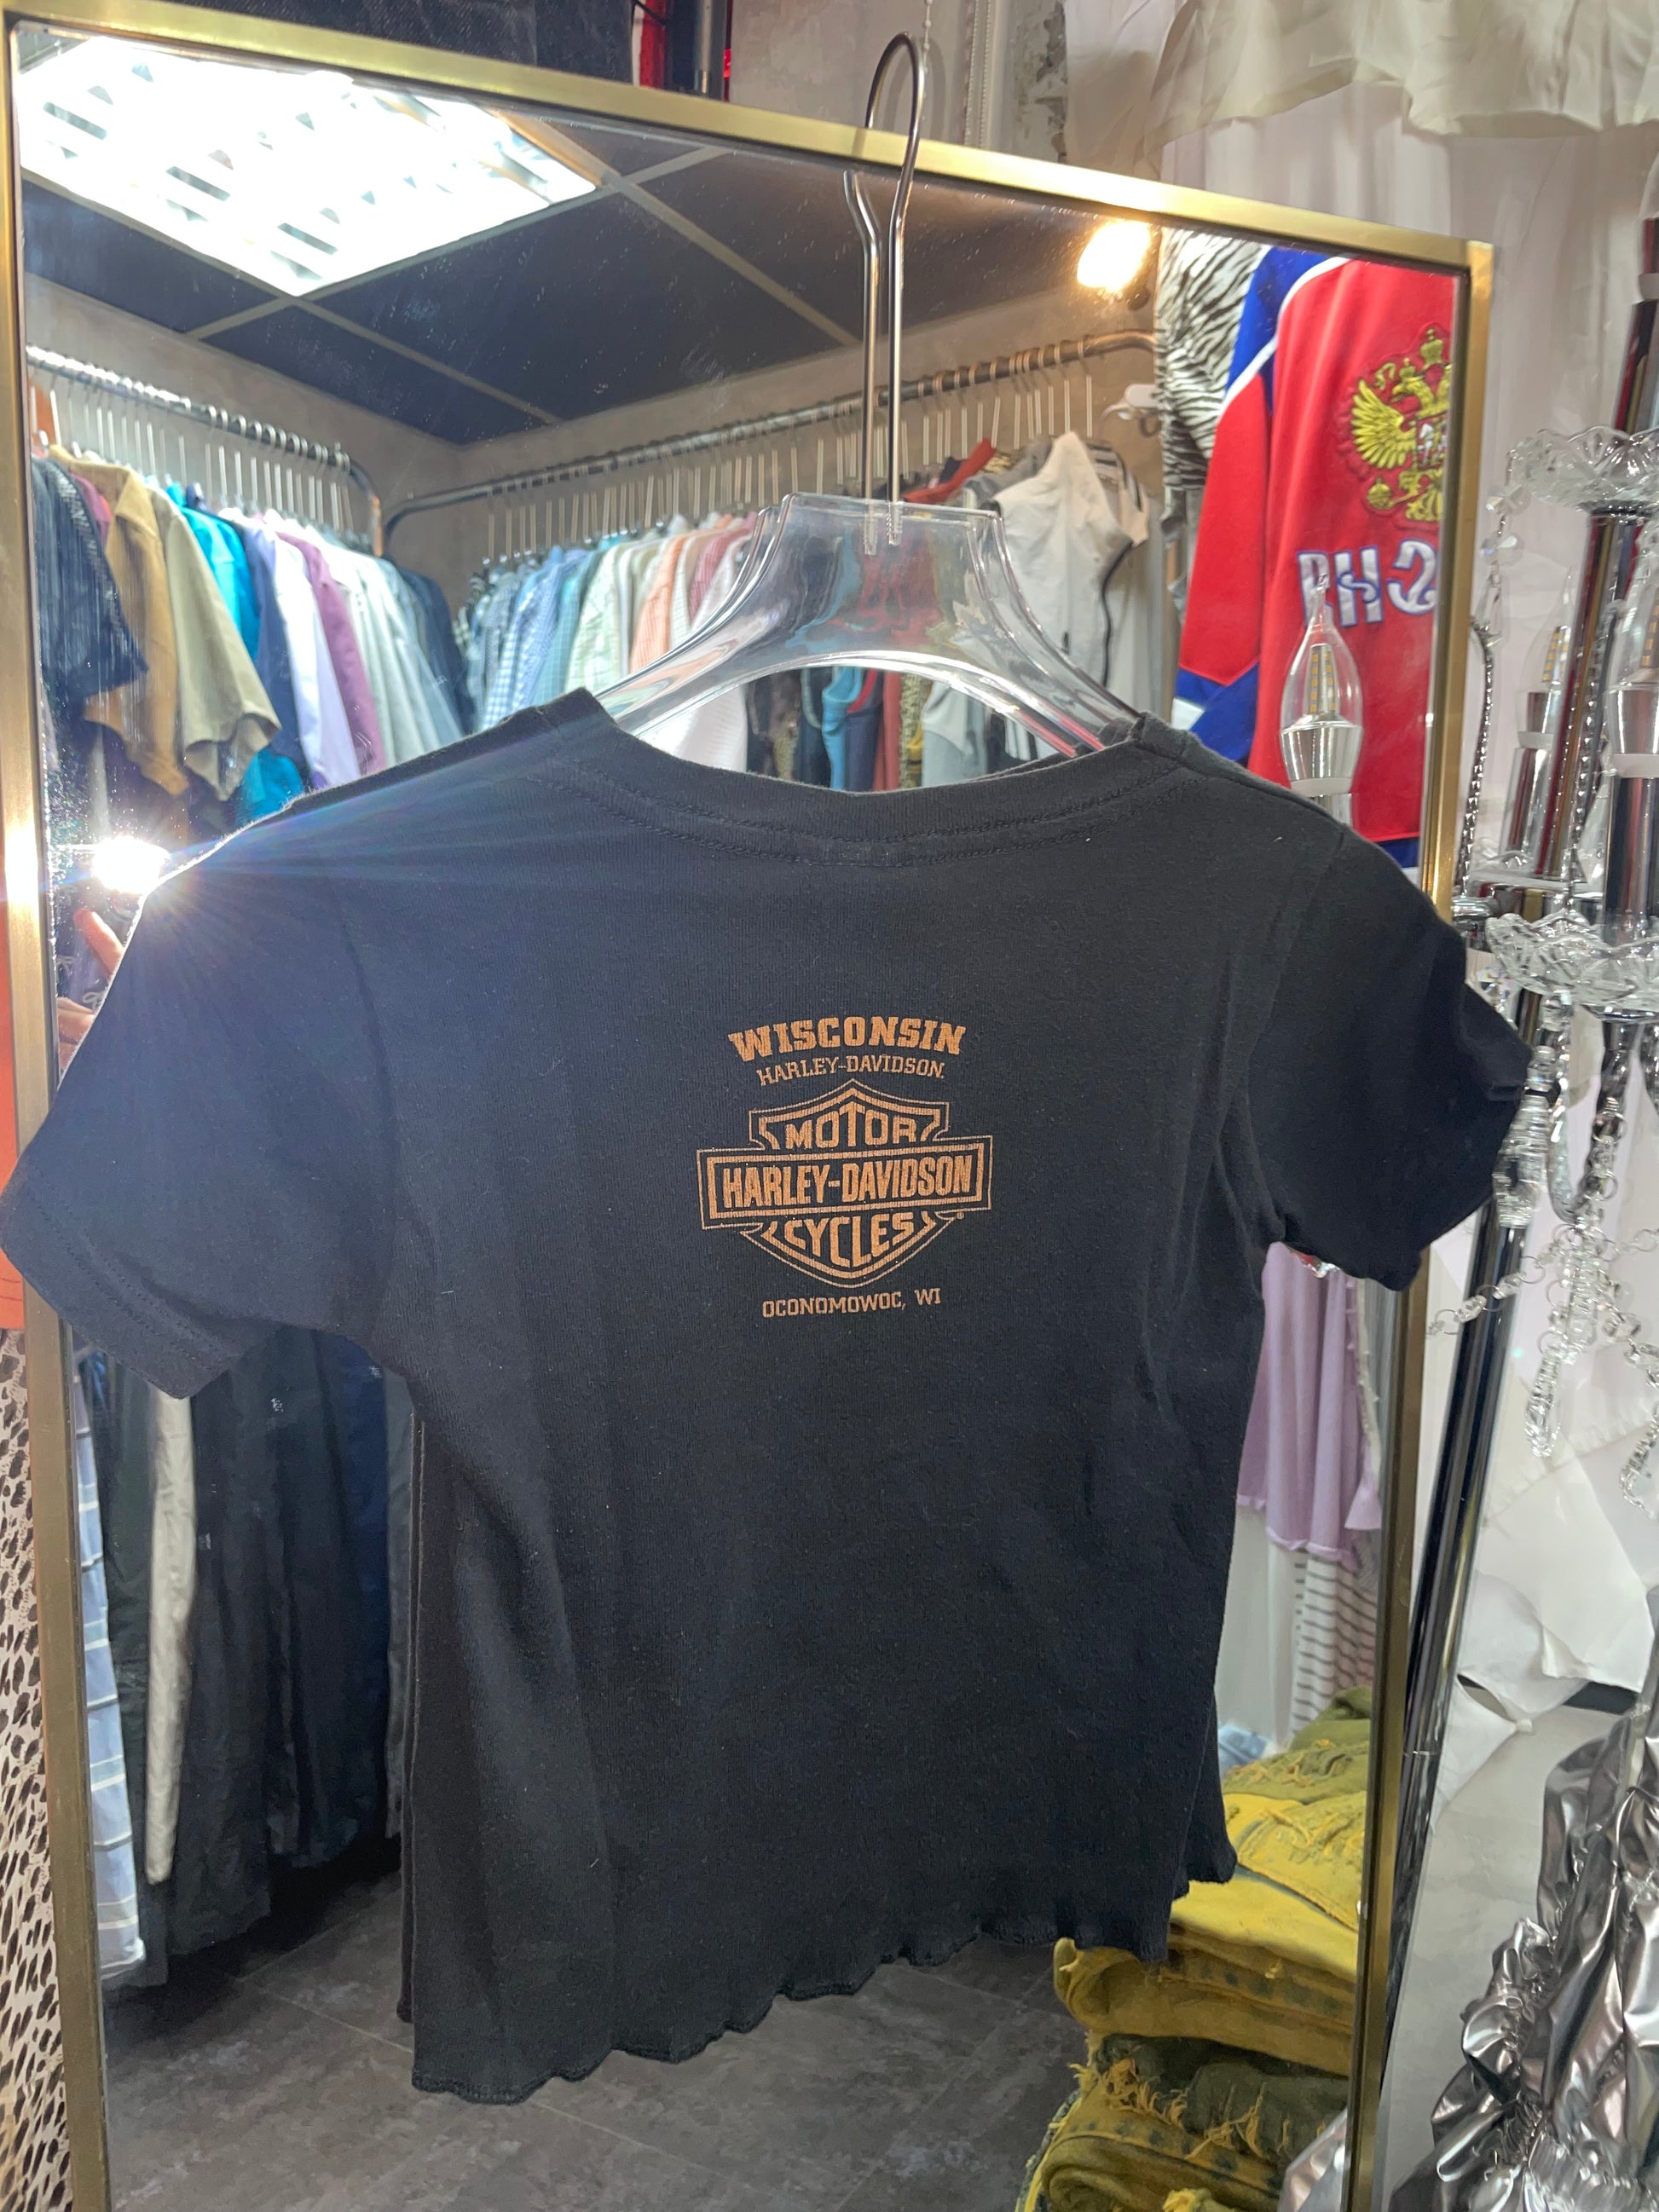 WISCONSIN
HARLEY-DAVIDSON
MOTOR
HARLEY-DAVIDSON
CYCLES
OCONOMOWOC, WI